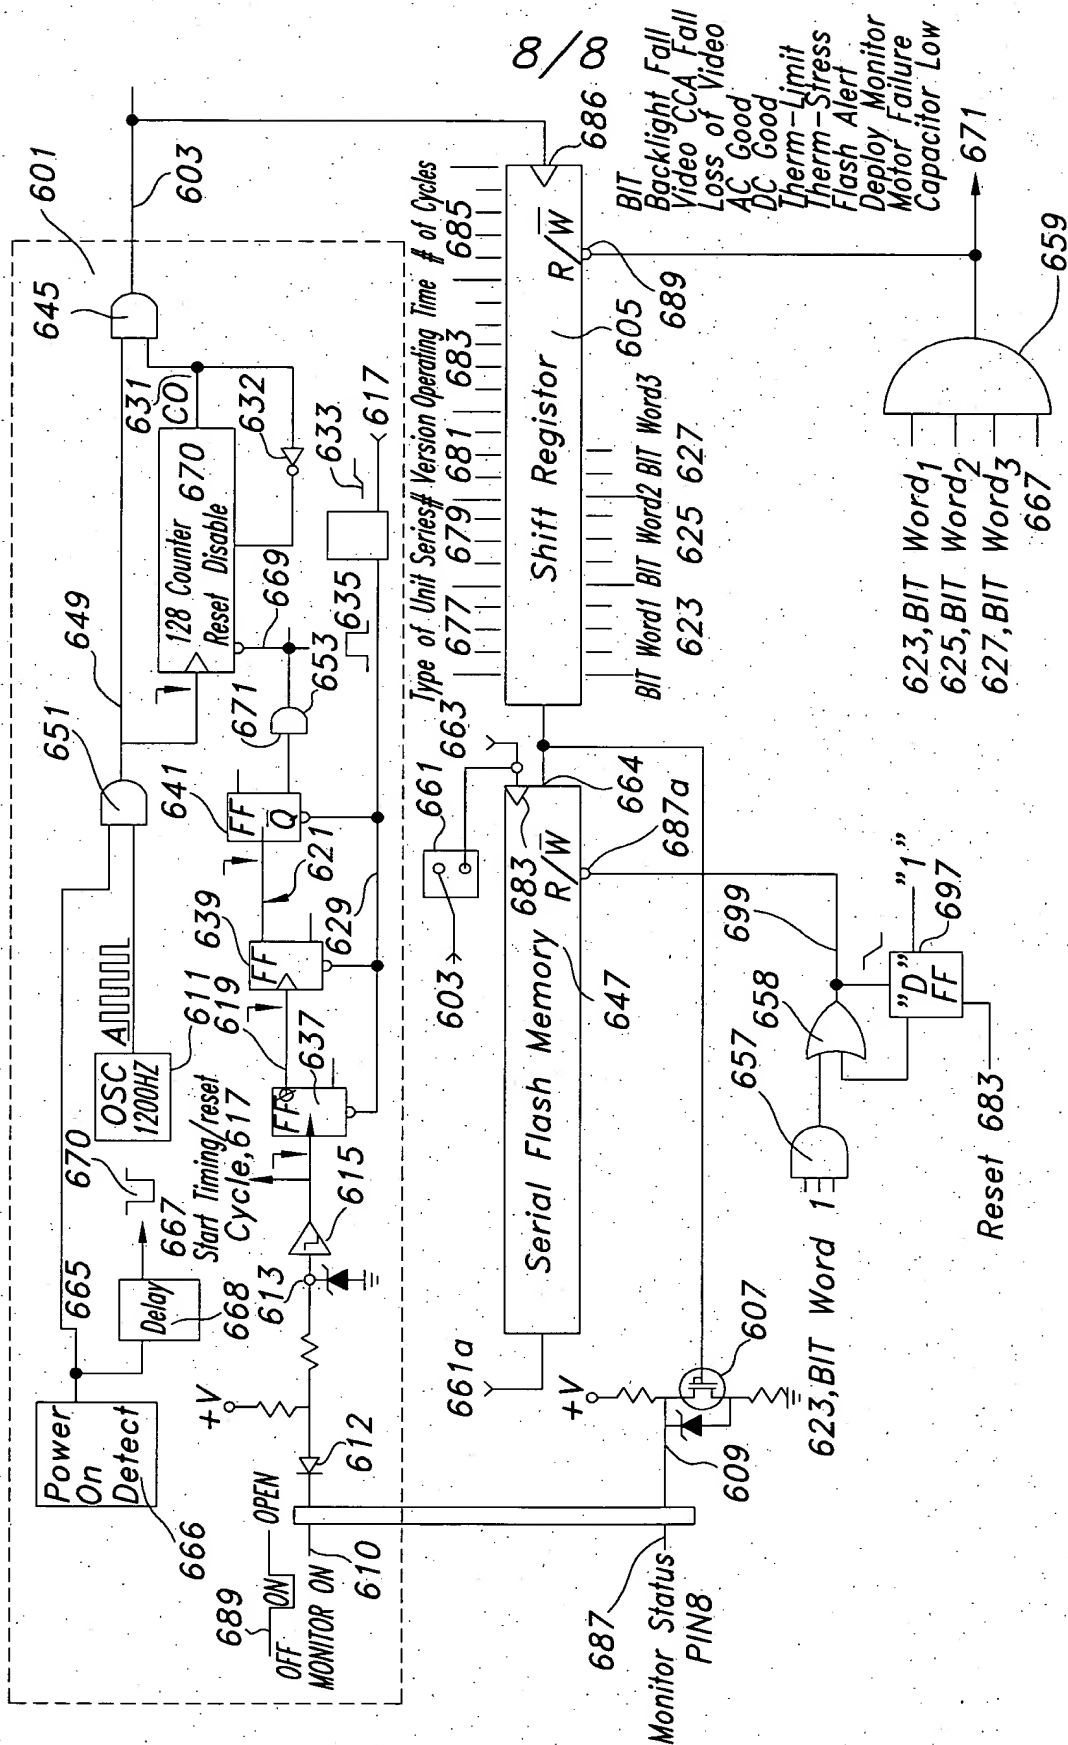 8/8
601
603
645
649
651
631
CO
632
670
128 Counter
Reset Disable
669
653
671
635
633
617
641
FF
Q̅
621
639
FF
629
619
611
A
OSC
1200HZ
637
FF
670
667
Start Timing/reset
Cycle,617
615
613
665
Delay
668
Power
On
Detect
666
+V
612
OPEN
ON
OFF
689
MONITOR ON
610
Type of Unit Series# Version Operating Time # of Cycles
677
679
681
683
685
686
R/W̅
689
605
Shift Register
BIT Word1 BIT Word2 BIT Word3
623
625
627
BIT
Backlight Fail
Video CCA Fail
Loss of Video
AC Good
DC Good
Therm-Limit
Therm-Stress
Flash Alert
Deploy Monitor
Motor Failure
Capacitor Low
671
659
623,BIT Word1
625,BIT Word2
627,BIT Word3
667
663
661
603
664
683
R/W̅
687a
Serial Flash Memory
647
661a
+V
607
609
687
Monitor Status
PIN8
699
"1"
697
"D"
FF
658
657
623,BIT Word 1
Reset 683